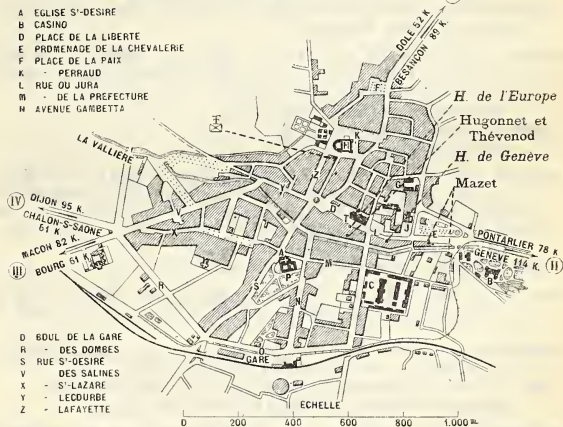 A EGLISE St-DESIRE
B CASINO
D PLACE DE LA LIBERTE
E PROMENADE DE LA CHEVALERIE
F PLACE DE LA PAIX
K - PERRAUD
L RUE DU JURA
M - DE LA PREFECTURE
N AVENUE GAMBETTA
DOLE 52 K.
BESANÇON 89 K.
H. de l'Europe
Hugonnet et
Thévenod
H. de Genève
Mazet
LA VALLIÈRE
IV
DIJON 95 K.
CHALON-S-SAONE
61 K
III
MACON 82 K.
BOURG 61 K
PONTARLIER 78 K
GENEVE 114 K.
II
F
K
H
Z
Y
V
X
D
T
G
J
E
A
P
M
S
N
C
B
R
O
GARE
O BOUL DE LA GARE
R - DES DOMBES
S RUE St-DESIRE
V DES SALINES
X - St-LAZARE
Y - LECOURBE
Z - LAFAYETTE
ECHELLE
0 200 400 600 800 1.000 m.